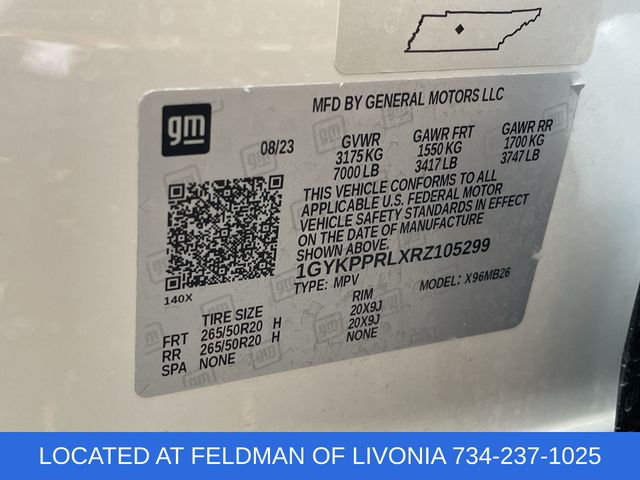 gm
MFD BY GENERAL MOTORS LLC
08/23
GVWR GAWR FRT GAWR RR
3175 KG 1550 KG 1700 KG
7000 LB 3417 LB 3747 LB
THIS VEHICLE CONFORMS TO ALL
APPLICABLE U.S. FEDERAL MOTOR
VEHICLE SAFETY STANDARDS IN EFFECT
ON THE DATE OF MANUFACTURE
SHOWN ABOVE.
1GYKPPRLXRZ105299
TYPE: MPV MODEL: X96MB26
140X
TIRE SIZE RIM
FRT 265/50R20 H 20X9J
RR 265/50R20 H 20X9J
SPA NONE NONE
LOCATED AT FELDMAN OF LIVONIA 734-237-1025